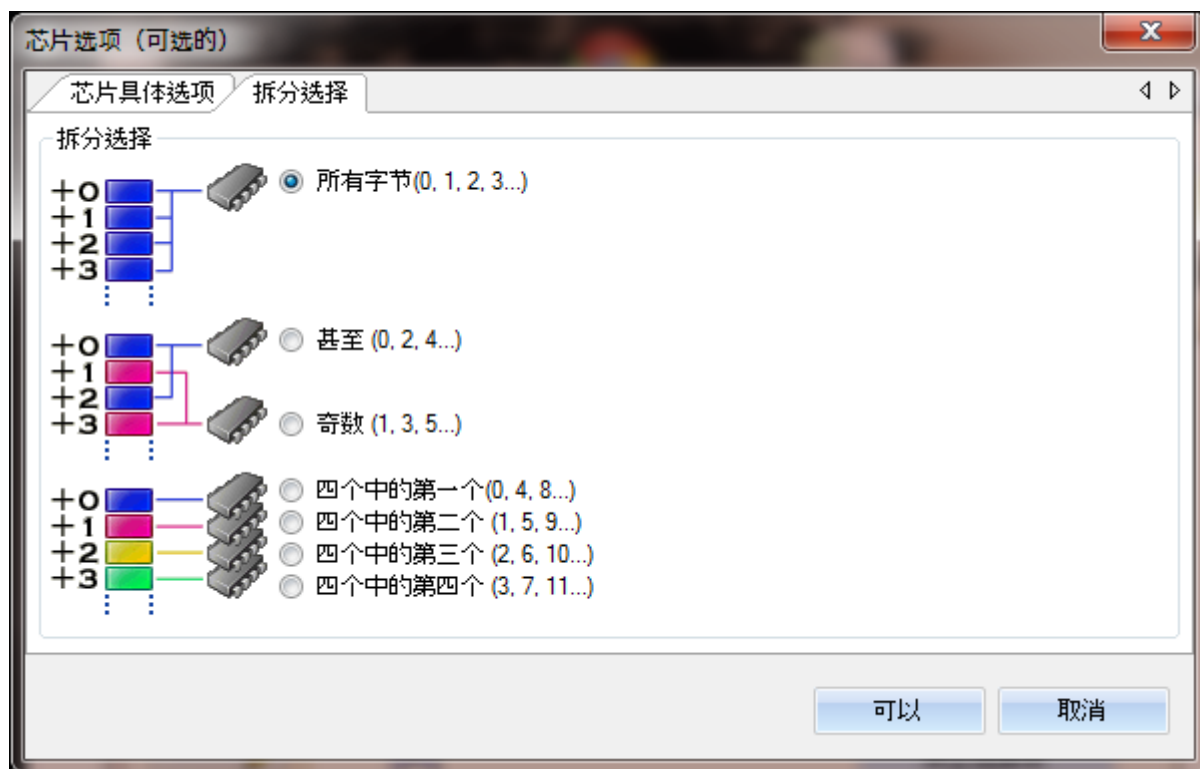 芯片选项（可选的）
芯片具体选项 拆分选择
拆分选择
+0 所有字节(0, 1, 2, 3...)
+1
+2
+3
+0 甚至 (0, 2, 4...)
+1
+2
+3 奇数 (1, 3, 5...)
+0 四个中的第一个(0, 4, 8...)
+1 四个中的第二个 (1, 5, 9...)
+2 四个中的第三个 (2, 6, 10...)
+3 四个中的第四个 (3, 7, 11...)
可以 取消